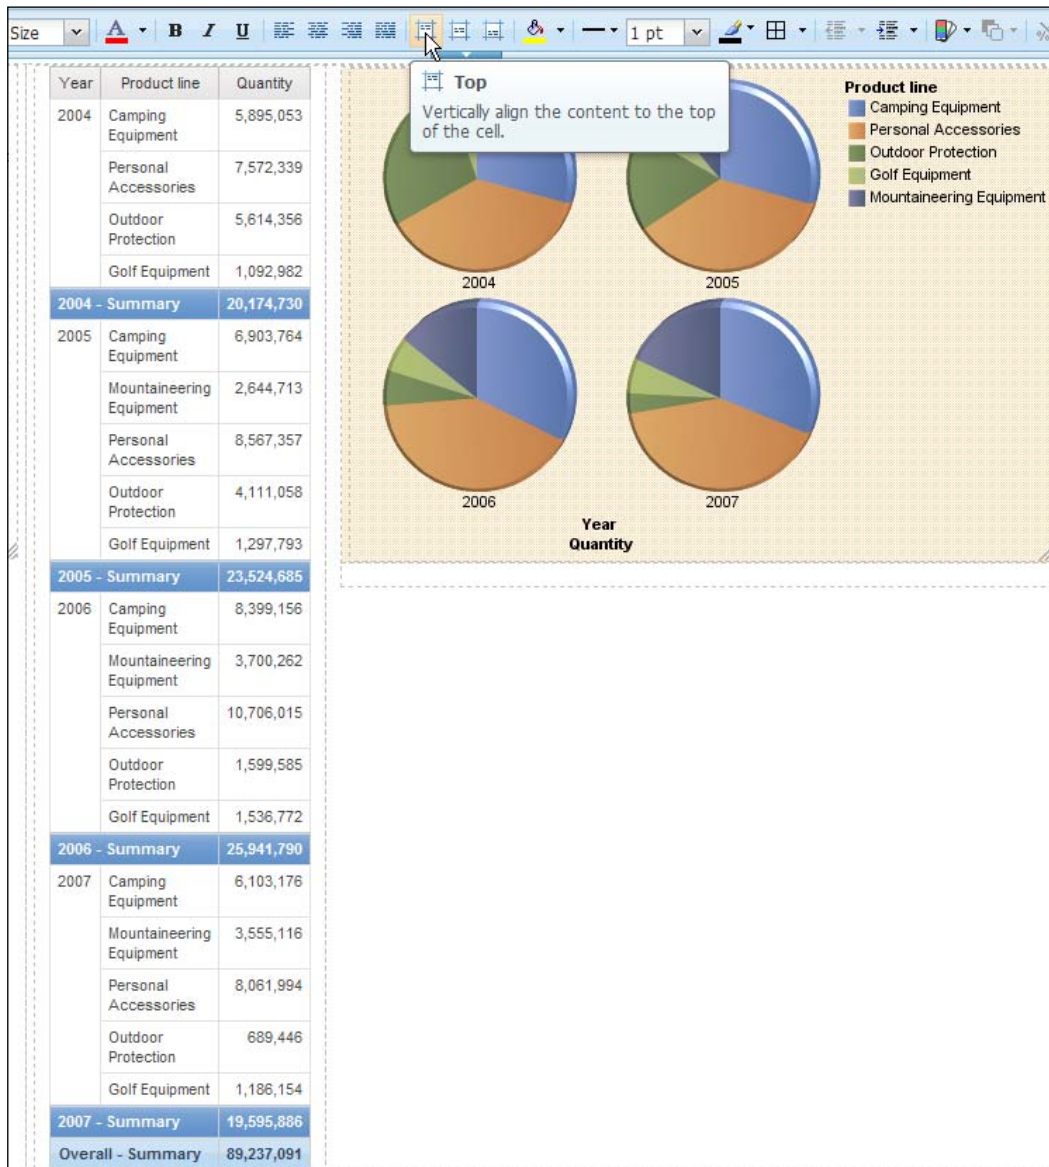 Size
A
B I U
1 pt
Top
Vertically align the content to the top
of the cell.
Year Product line Quantity
2004 Camping Equipment 5,895,053
Personal Accessories 7,572,339
Outdoor Protection 5,614,356
Golf Equipment 1,092,982
2004 - Summary 20,174,730
2005 Camping Equipment 6,903,764
Mountaineering Equipment 2,644,713
Personal Accessories 8,567,357
Outdoor Protection 4,111,058
Golf Equipment 1,297,793
2005 - Summary 23,524,685
2006 Camping Equipment 8,399,156
Mountaineering Equipment 3,700,262
Personal Accessories 10,706,015
Outdoor Protection 1,599,585
Golf Equipment 1,536,772
2006 - Summary 25,941,790
2007 Camping Equipment 6,103,176
Mountaineering Equipment 3,555,116
Personal Accessories 8,061,994
Outdoor Protection 689,446
Golf Equipment 1,186,154
2007 - Summary 19,595,886
Overall - Summary 89,237,091
2004
2005
2006
2007
Year
Quantity
Product line
Camping Equipment
Personal Accessories
Outdoor Protection
Golf Equipment
Mountaineering Equipment